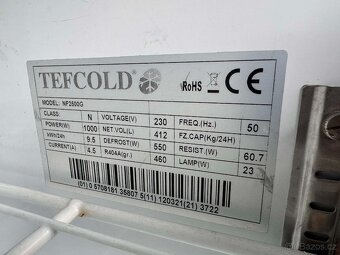 TEFCOLD RoHS CE
MODEL: NF2500G
CLASS: N VOLTAGE(V) 230 FREQ.(Hz.) 50
POWER(W) 1000 NET.VOL(L) 412 FZ.CAP(Kg/24H)
kWh/24h 9.5 DEFROST(W) 550 RESIST.(W) 60.7
CURRENT(A) 4.5 R404A(gr.) 460 LAMP(W) 23
(01) 0 5708181 35807 5(11) 120321(21) 3722
© bazos.cz